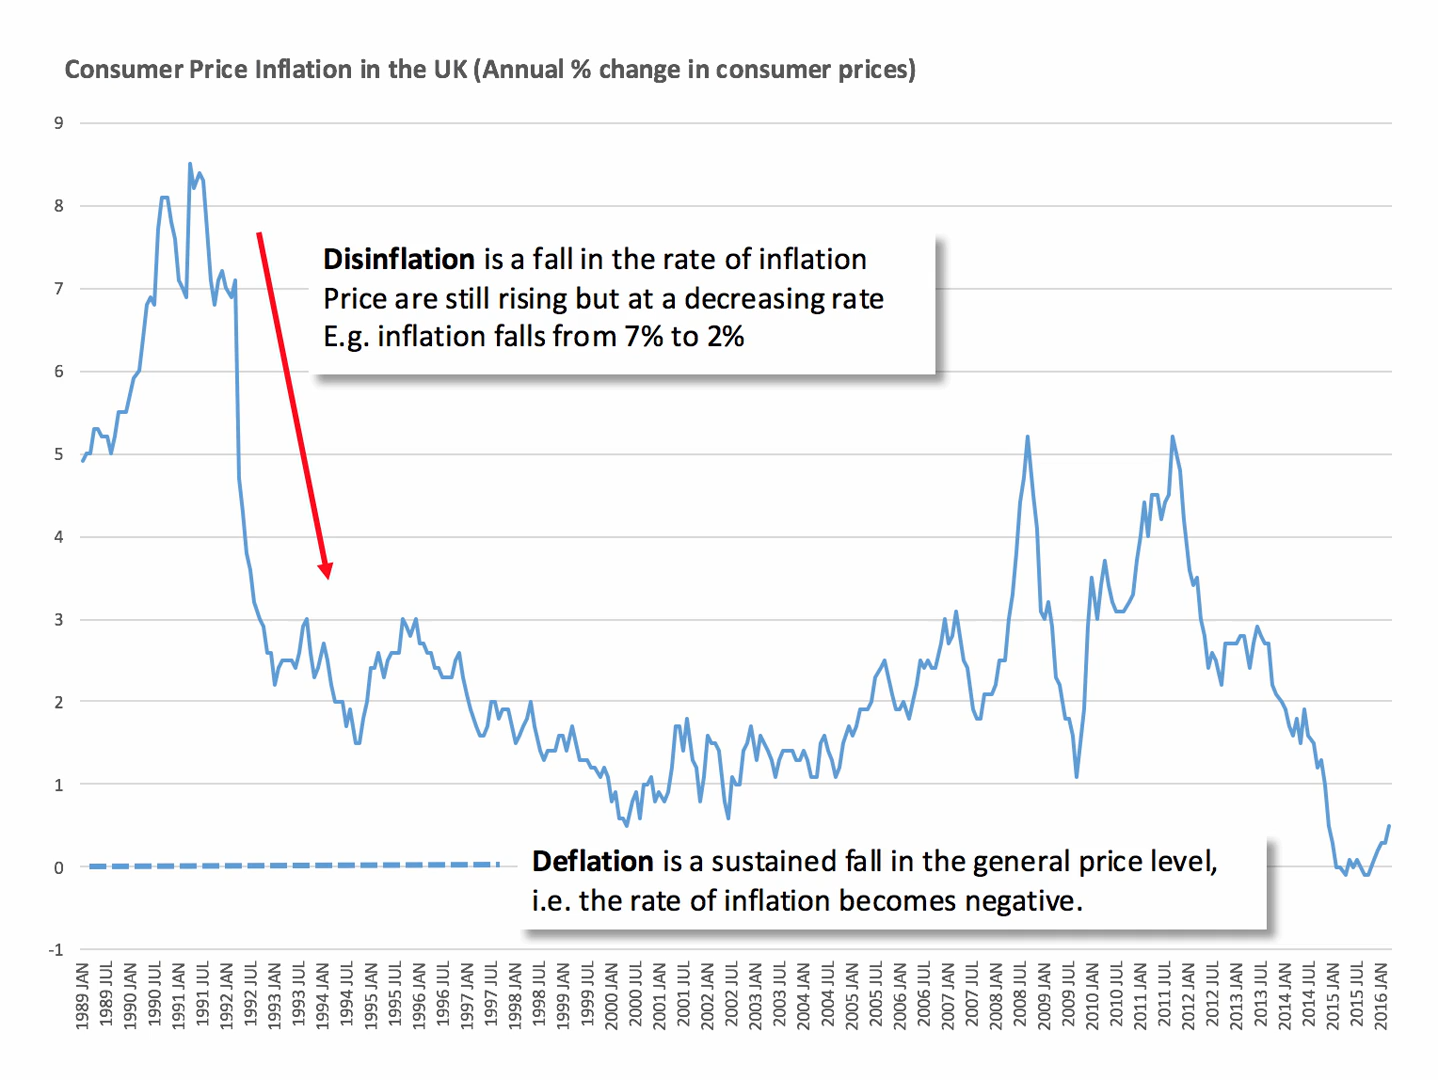 Consumer Price Inflation in the UK (Annual % change in consumer prices)
9
8
7
6
5
4
3
2
1
0
-1
Disinflation is a fall in the rate of inflation
Price are still rising but at a decreasing rate
E.g. inflation falls from 7% to 2%
Deflation is a sustained fall in the general price level,
i.e. the rate of inflation becomes negative.
1989 JAN
1989 JUL
1990 JAN
1990 JUL
1991 JAN
1991 JUL
1992 JAN
1992 JUL
1993 JAN
1993 JUL
1994 JAN
1994 JUL
1995 JAN
1995 JUL
1996 JAN
1996 JUL
1997 JAN
1997 JUL
1998 JAN
1998 JUL
1999 JAN
1999 JUL
2000 JAN
2000 JUL
2001 JAN
2001 JUL
2002 JAN
2002 JUL
2003 JAN
2003 JUL
2004 JAN
2004 JUL
2005 JAN
2005 JUL
2006 JAN
2006 JUL
2007 JAN
2007 JUL
2008 JAN
2008 JUL
2009 JAN
2009 JUL
2010 JAN
2010 JUL
2011 JAN
2011 JUL
2012 JAN
2012 JUL
2013 JAN
2013 JUL
2014 JAN
2014 JUL
2015 JAN
2015 JUL
2016 JAN